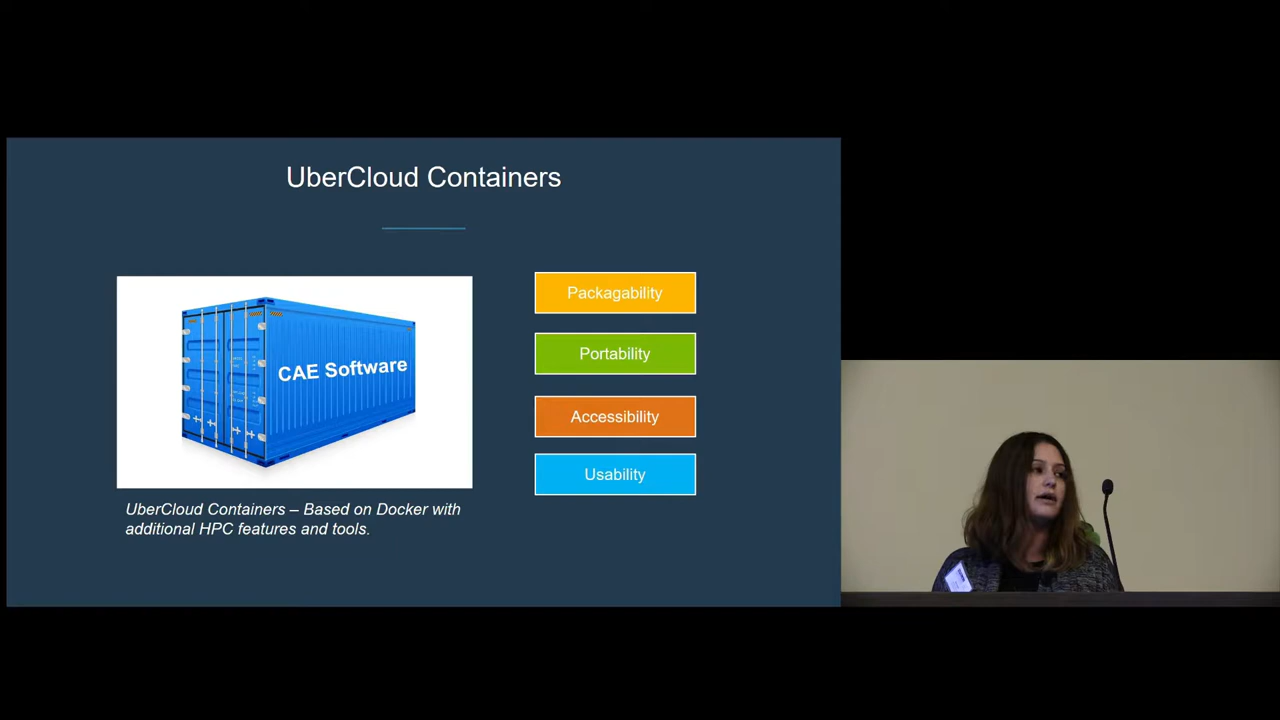 UberCloud Containers
CAE Software
UberCloud Containers – Based on Docker with
additional HPC features and tools.
Packagability
Portability
Accessibility
Usability